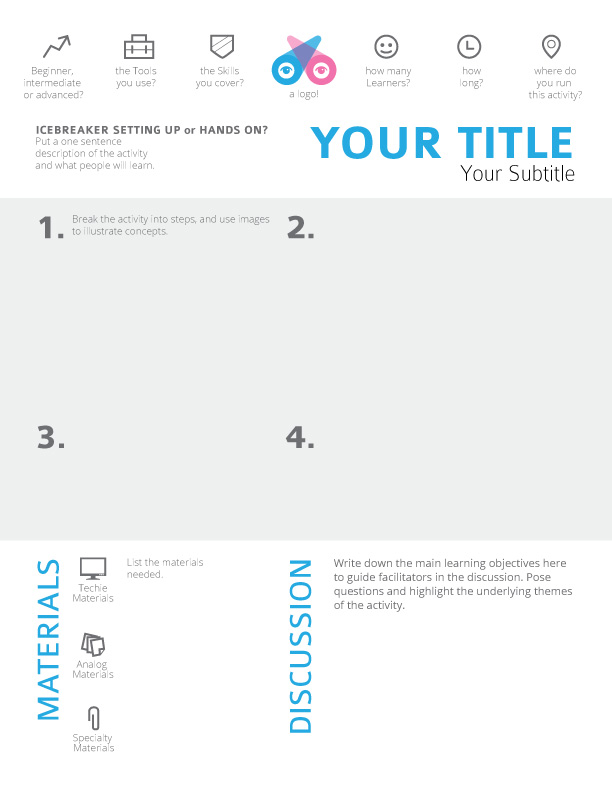 Beginner,
intermediate
or advanced?
the Tools
you use?
the Skills
you cover?
a logo!
how many
Learners?
how
long?
where do
you run
this activity?
ICEBREAKER SETTING UP or HANDS ON?
Put a one sentence
description of the activity
and what people will learn.
YOUR TITLE
Your Subtitle
1.
Break the activity into steps, and use images
to illustrate concepts.
2.
3.
4.
MATERIALS
Techie
Materials
List the materials
needed.
Analog
Materials
Specialty
Materials
DISCUSSION
Write down the main learning objectives here
to guide facilitators in the discussion. Pose
questions and highlight the underlying themes
of the activity.